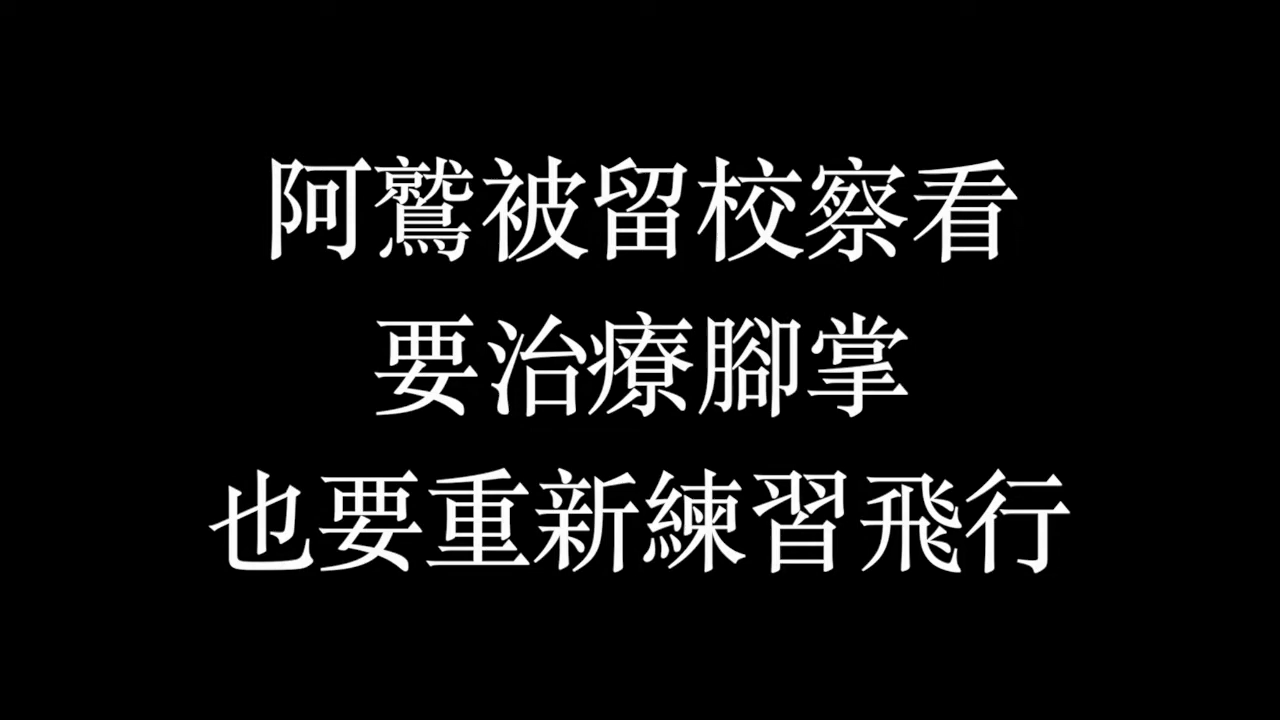 阿鷲被留校察看
要治療腳掌
也要重新練習飛行